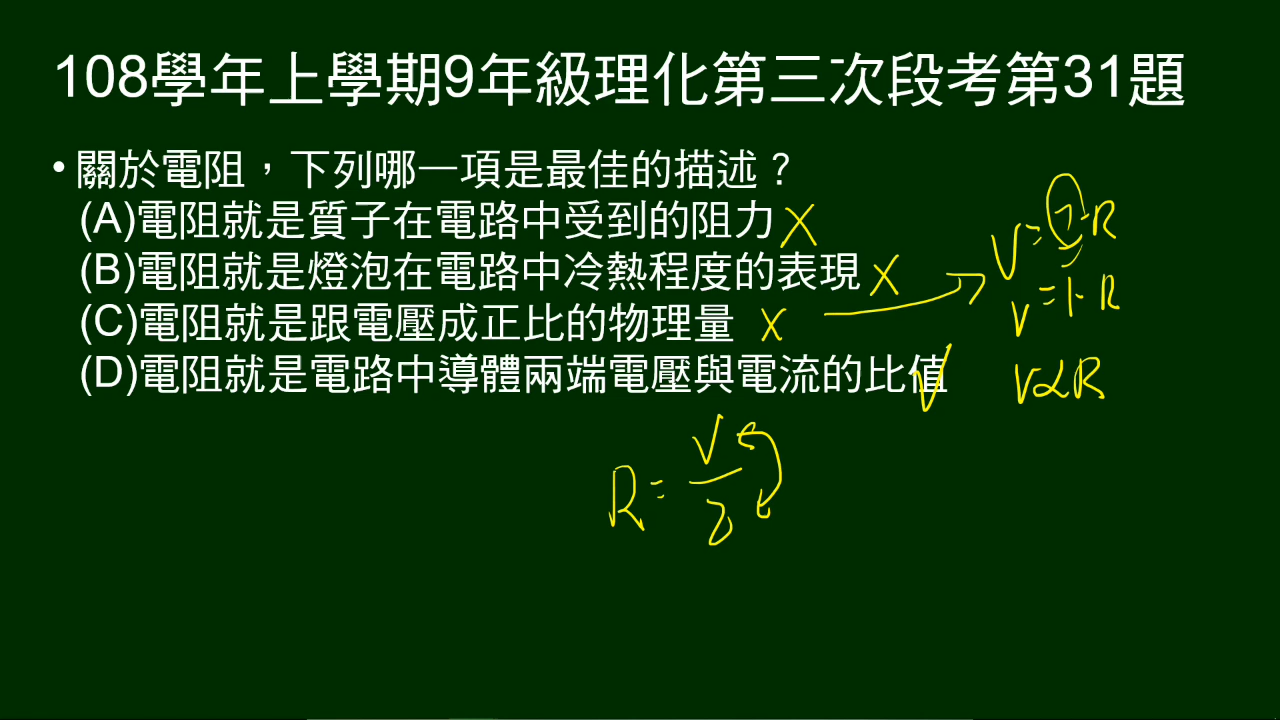 108學年上學期9年級理化第三次段考第31題
• 關於電阻，下列哪一項是最佳的描述？
(A)電阻就是質子在電路中受到的阻力 X
(B)電阻就是燈泡在電路中冷熱程度的表現 X
(C)電阻就是跟電壓成正比的物理量 X
(D)電阻就是電路中導體兩端電壓與電流的比值 V
V = I · R
V = I · R
V ∝ R
R = V / I